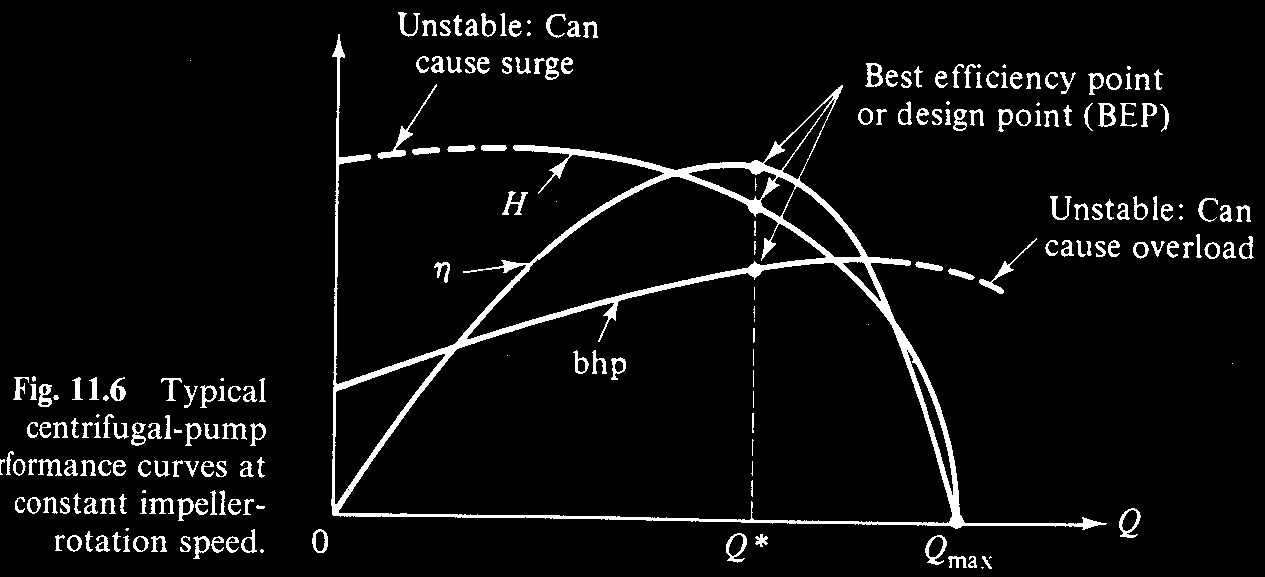 Unstable: Can
cause surge
Best efficiency point
or design point (BEP)
H
Unstable: Can
cause overload
η
bhp
Fig. 11.6 Typical
centrifugal-pump
rformance curves at
constant impeller-
rotation speed.
0
Q*
Qmax
Q